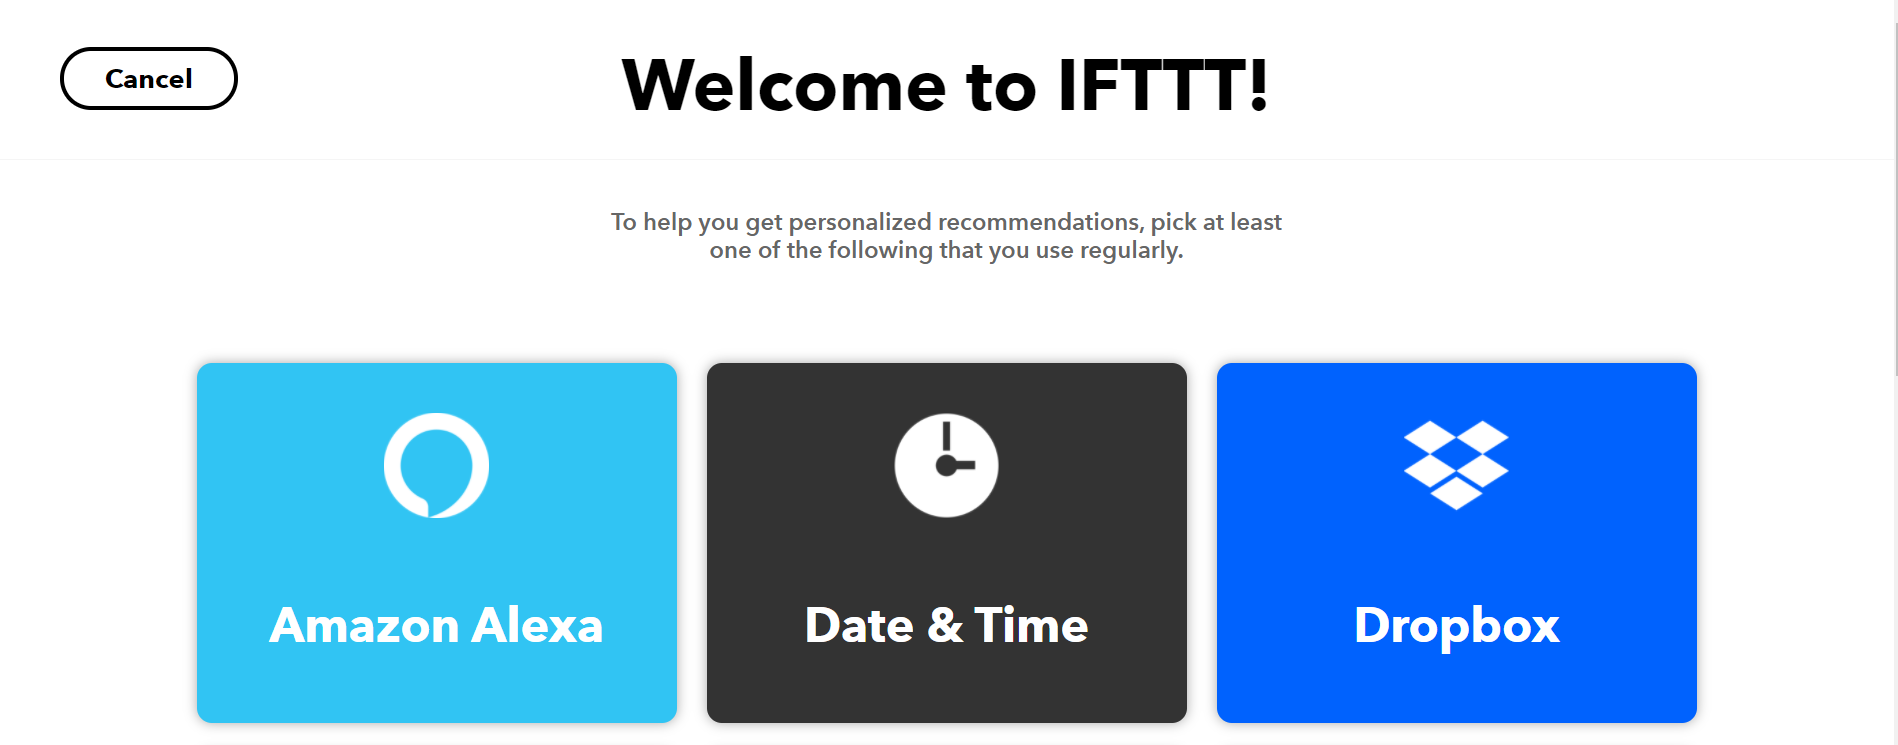 Cancel
Welcome to IFTTT!
To help you get personalized recommendations, pick at least
one of the following that you use regularly.
Amazon Alexa
Date & Time
Dropbox